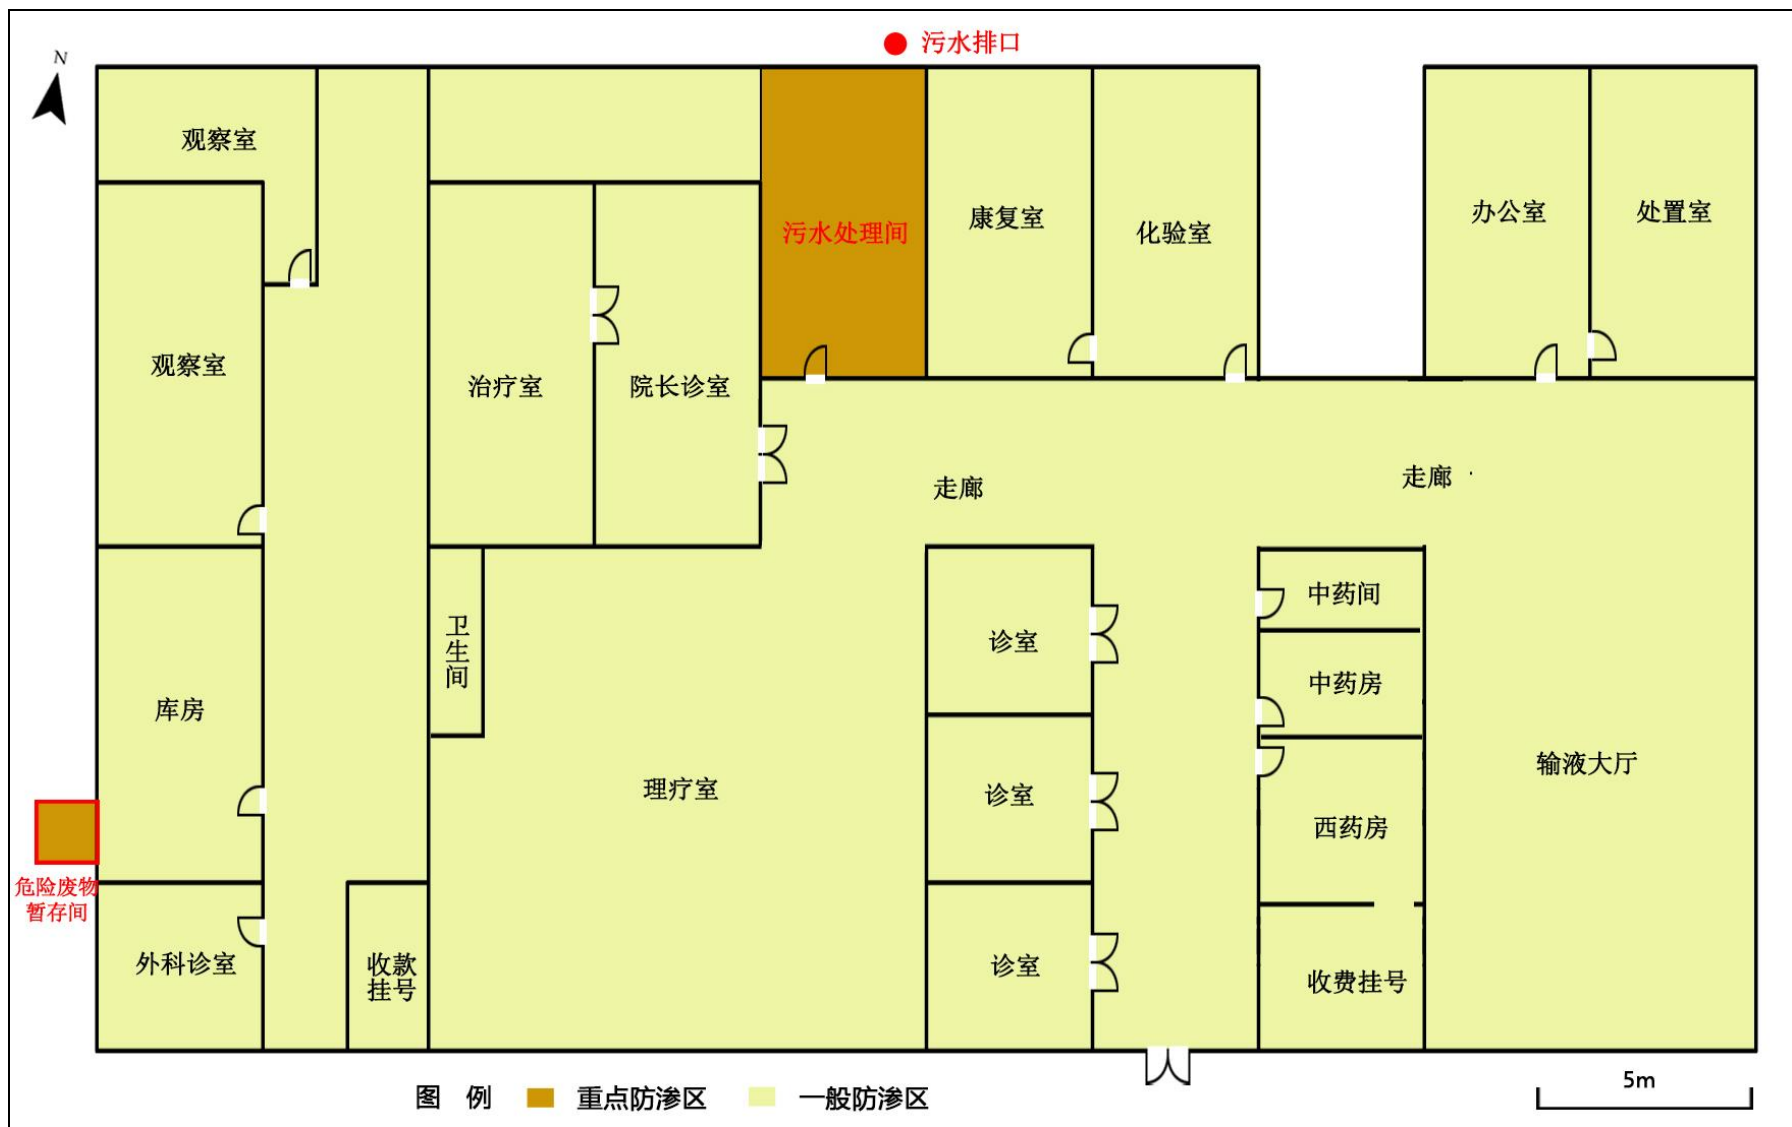 污水排口
N
观察室
污水处理间
康复室
化验室
办公室
处置室
观察室
治疗室
院长诊室
走廊
走廊
卫
生
间
诊室
中药间
中药房
库房
理疗室
诊室
西药房
输液大厅
危险废物
暂存间
外科诊室
收款
挂号
诊室
收费挂号
图 例
重点防渗区
一般防渗区
5m